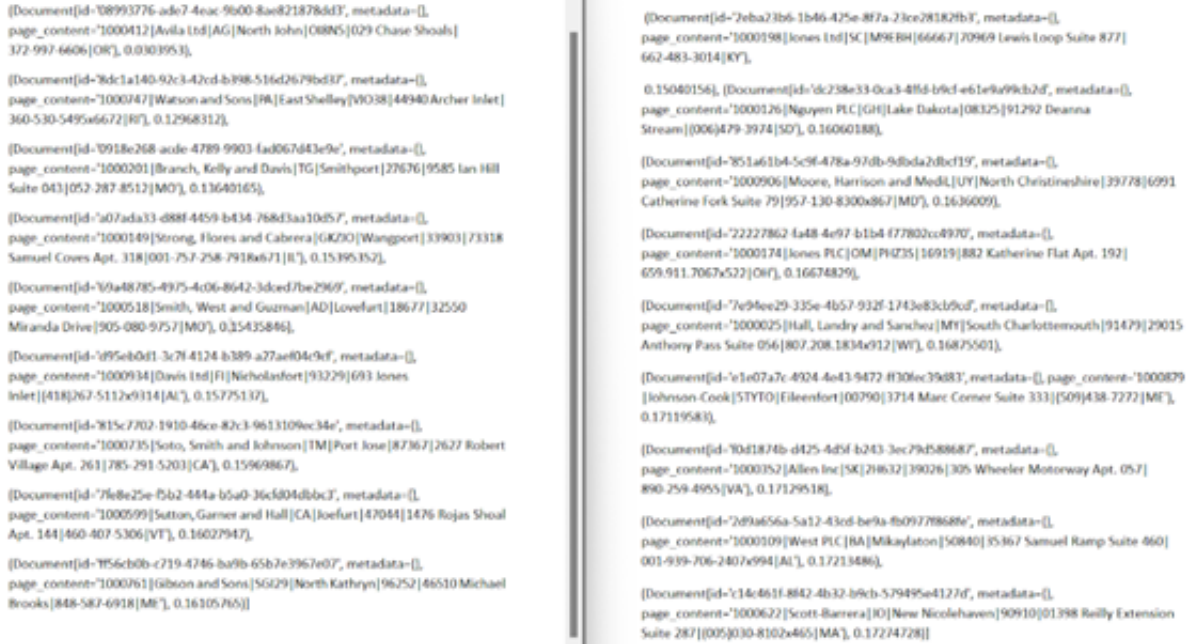 (Document(id='08993776-ade7-4eac-9b00-8ae821878dd3', metadata={},
page_content='1000412|Avila Ltd|AG|North John|OI8NS|029 Chase Shoals|
372-997-6606|OR'), 0.0303953),
(Document(id='8dc1a140-92c3-42cd-b398-516d2679bd37', metadata={},
page_content='1000747|Watson and Sons|PA|East Shelley|VIO38|44940 Archer Inlet|
360-530-5495x6672|RI'), 0.12968312),
(Document(id='0918e268-acde-4789-9903-fad067d43e9e', metadata={},
page_content='1000201|Branch, Kelly and Davis|TG|Smithport|27676|9585 Ian Hill
Suite 043|052-287-8512|MO'), 0.13640165),
(Document(id='a07ada33-d88f-4459-b434-768d3aa10d57', metadata={},
page_content='1000149|Strong, Flores and Cabrera|GKZJO|Wangport|33903|73318
Samuel Coves Apt. 318|001-757-258-7918x671|IL'), 0.15395352),
(Document(id='69a48785-4975-4c06-8642-3dced7be2969', metadata={},
page_content='1000518|Smith, West and Guzman|AD|Lovefurt|18677|32550
Miranda Drive|905-080-9757|MO'), 0.15435846),
(Document(id='d95eb0d1-3c7f-4124-b389-a27aef04c9cf', metadata={},
page_content='1000934|Davis Ltd|FI|Nicholasfort|93229|693 Jones
Inlet|(418)267-5112x9314|AL'), 0.15775137),
(Document(id='815c7702-1910-46ce-82c3-9613109ec34e', metadata={},
page_content='1000735|Soto, Smith and Johnson|TM|Port Jose|87367|2627 Robert
Village Apt. 261|785-291-5203|CA'), 0.15969867),
(Document(id='7fe8e25e-f5b2-444a-b5a0-36cfd04dbbc3', metadata={},
page_content='1000599|Sutton, Garner and Hall|CA|Joefurt|47044|1476 Rojas Shoal
Apt. 144|460-407-5306|VT'), 0.16027947),
(Document(id='ff56cb0b-c719-4746-ba9b-65b7e3967e07', metadata={},
page_content='1000761|Gibson and Sons|SGI29|North Kathryn|96252|46510 Michael
Brooks|848-587-6918|ME'), 0.16105765)]
(Document(id='2eba23b6-1b46-425e-8f7a-23ce28182fb3', metadata={},
page_content='1000198|Jones Ltd|SC|M9EBH|66667|70969 Lewis Loop Suite 877|
662-483-3014|KY'),
0.15040156), (Document(id='dc238e33-0ca3-4ffd-b9cf-e61e9a99cb2d', metadata={},
page_content='1000126|Nguyen PLC|GH|Lake Dakota|08325|91292 Deanna
Stream|(006)479-3974|SD'), 0.16060188),
(Document(id='851a61b4-5c9f-478a-97db-9dbda2dbcf19', metadata={},
page_content='1000906|Moore, Harrison and MediL|UY|North Christineshire|39778|6991
Catherine Fork Suite 79|957-130-8300x867|MD'), 0.1636009),
(Document(id='22227862-fa48-4e97-b1b4-f77802cc4970', metadata={},
page_content='1000174|Jones PLC|OM|PHZ3S|16919|882 Katherine Flat Apt. 192|
659.911.7067x522|OH'), 0.16674829),
(Document(id='7e94ee29-335e-4b57-932f-1743e83cb9cd', metadata={},
page_content='1000025|Hall, Landry and Sanchez|MY|South Charlottemouth|91479|29015
Anthony Pass Suite 056|807.208.1834x912|WI'), 0.16875501),
(Document(id='e1e07a7c-4924-4e43-9472-ff30fec39d83', metadata={}, page_content='1000879
|Johnson-Cook|5TYTO|Eileenfort|00790|3714 Marc Corner Suite 333|(509)438-7272|ME'),
0.17119583),
(Document(id='f0d1874b-d425-4d5f-b243-3ec79d588687', metadata={},
page_content='1000352|Allen Inc|SK|2H632|39026|305 Wheeler Motorway Apt. 057|
890-259-4955|VA'), 0.17129518),
(Document(id='2d9a656a-5a12-43cd-be9a-fb0977f868fe', metadata={},
page_content='1000109|West PLC|BA|Mikaylaton|50840|35367 Samuel Ramp Suite 460|
001-939-706-2407x994|AL'), 0.17213486),
(Document(id='c14c461f-8f42-4b32-b9cb-579495e4127d', metadata={},
page_content='1000622|Scott-Barrera|IO|New Nicolehaven|90910|01398 Reilly Extension
Suite 287|(005)030-8102x465|MA'), 0.17274728)]